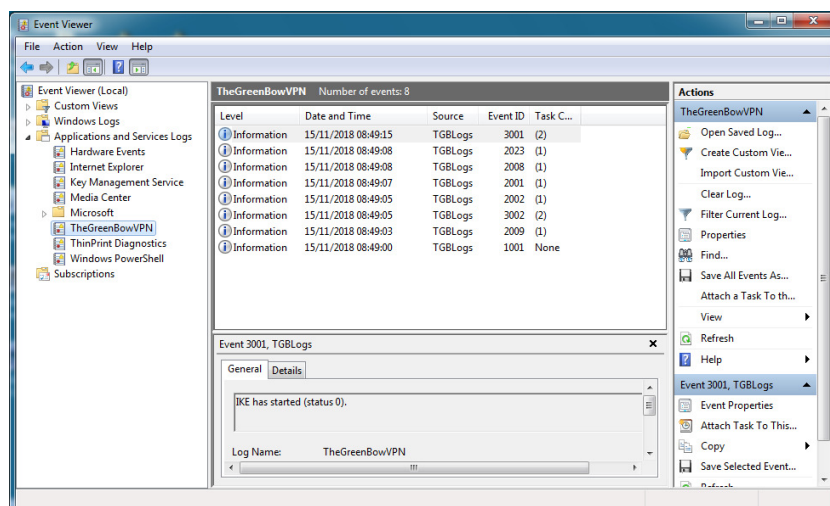 Event Viewer
File Action View Help
Event Viewer (Local)
Custom Views
Windows Logs
Applications and Services Logs
Hardware Events
Internet Explorer
Key Management Service
Media Center
Microsoft
TheGreenBowVPN
ThinPrint Diagnostics
Windows PowerShell
Subscriptions
TheGreenBowVPN Number of events: 8
Level Date and Time Source Event ID Task C...
Information 15/11/2018 08:49:15 TGBLogs 3001 (2)
Information 15/11/2018 08:49:08 TGBLogs 2023 (1)
Information 15/11/2018 08:49:08 TGBLogs 2008 (1)
Information 15/11/2018 08:49:07 TGBLogs 2001 (1)
Information 15/11/2018 08:49:05 TGBLogs 2002 (1)
Information 15/11/2018 08:49:05 TGBLogs 3002 (2)
Information 15/11/2018 08:49:03 TGBLogs 2009 (1)
Information 15/11/2018 08:49:00 TGBLogs 1001 None
Event 3001, TGBLogs
General Details
IKE has started (status 0).
Log Name: TheGreenBowVPN
Actions
TheGreenBowVPN
Open Saved Log...
Create Custom Vie...
Import Custom Vie...
Clear Log...
Filter Current Log...
Properties
Find...
Save All Events As...
Attach a Task To th...
View
Refresh
Help
Event 3001, TGBLogs
Event Properties
Attach Task To This...
Copy
Save Selected Event...
Refresh